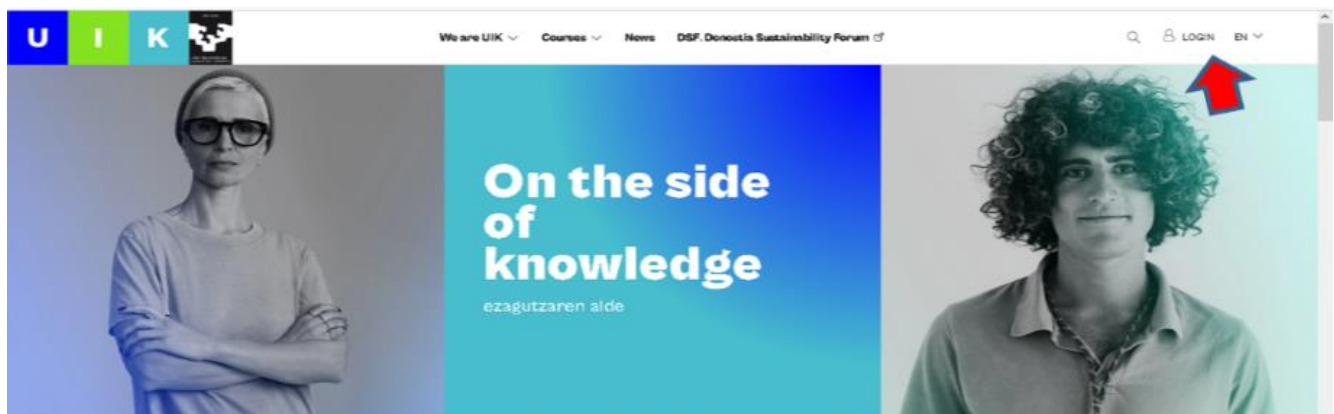 U I K
We are UIK Courses News DSF. Donostia Sustainability Forum
LOGIN EN
On the side
of
knowledge
ezagutzaren alde